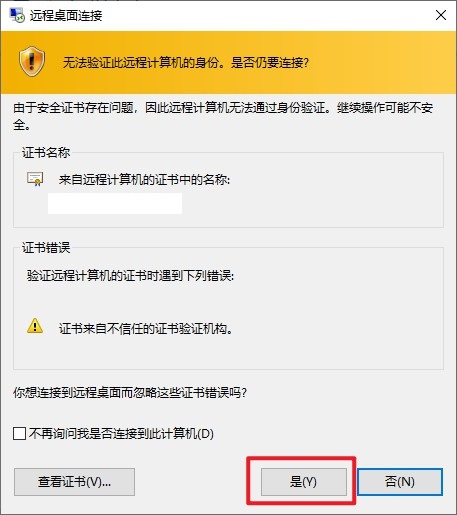 远程桌面连接
无法验证此远程计算机的身份。是否仍要连接?
由于安全证书存在问题，因此远程计算机无法通过身份验证。继续操作可能不安
全。
证书名称
来自远程计算机的证书中的名称:
证书错误
验证远程计算机的证书时遇到下列错误:
证书来自不信任的证书验证机构。
你想连接到远程桌面而忽略这些证书错误吗?
不再询问我是否连接到此计算机(D)
查看证书(V)... 是(Y) 否(N)